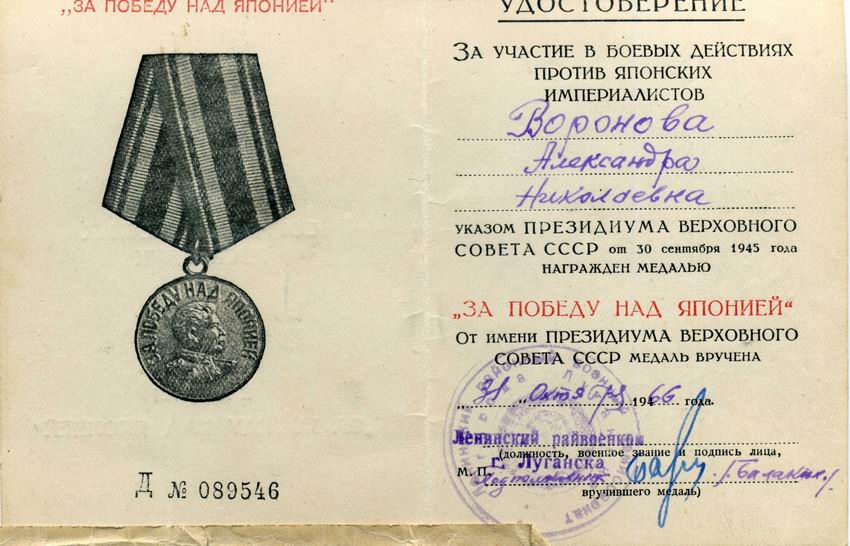 „ЗА ПОБЕДУ НАД ЯПОНИЕЙ"
ЗА ПОБЕДУ НАД ЯПОНИЕЙ
Д № 089546
УДОСТОВЕРЕНИЕ
ЗА УЧАСТИЕ В БОЕВЫХ ДЕЙСТВИЯХ
ПРОТИВ ЯПОНСКИХ
ИМПЕРИАЛИСТОВ
Воронова
Александра
Николаевна
УКАЗОМ ПРЕЗИДИУМА ВЕРХОВНОГО
СОВЕТА СССР от 30 сентября 1945 года
НАГРАЖДЕН МЕДАЛЬЮ
„ЗА ПОБЕДУ НАД ЯПОНИЕЙ“
От имени ПРЕЗИДИУМА ВЕРХОВНОГО
СОВЕТА СССР МЕДАЛЬ ВРУЧЕНА
„31“ Октя 194 66 года.
Ленинский райвоенком
(должность, военное звание и подпись лица,
г. Луганска
М. П. Подполковник
вручившего медаль)